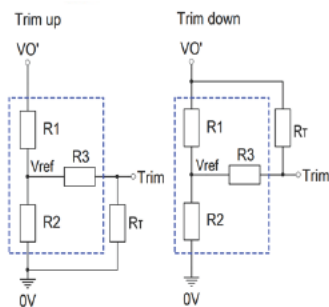 Trim up
VO'
R1
Vref
R3
Trim
R2
RT
0V
Trim down
VO'
R1
RT
Vref
R3
Trim
R2
0V